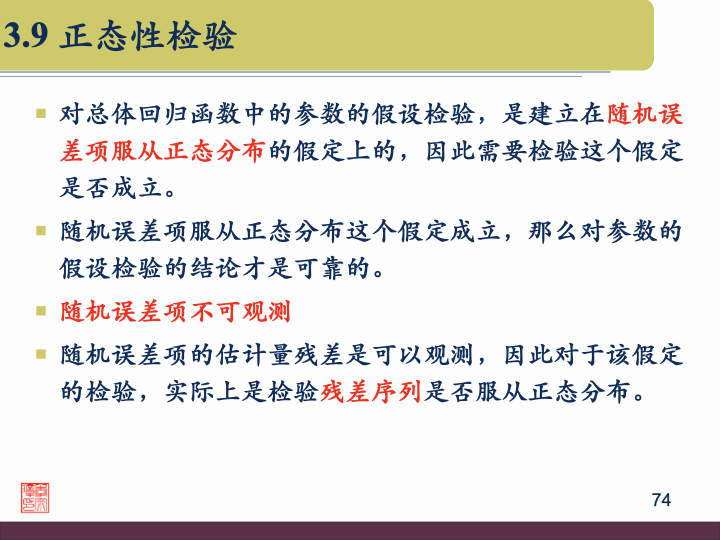 3.9 正态性检验
对总体回归函数中的参数的假设检验，是建立在随机误
差项服从正态分布的假定上的，因此需要检验这个假定
是否成立。
随机误差项服从正态分布这个假定成立，那么对参数的
假设检验的结论才是可靠的。
随机误差项不可观测
随机误差项的估计量残差是可以观测，因此对于该假定
的检验，实际上是检验残差序列是否服从正态分布。
74